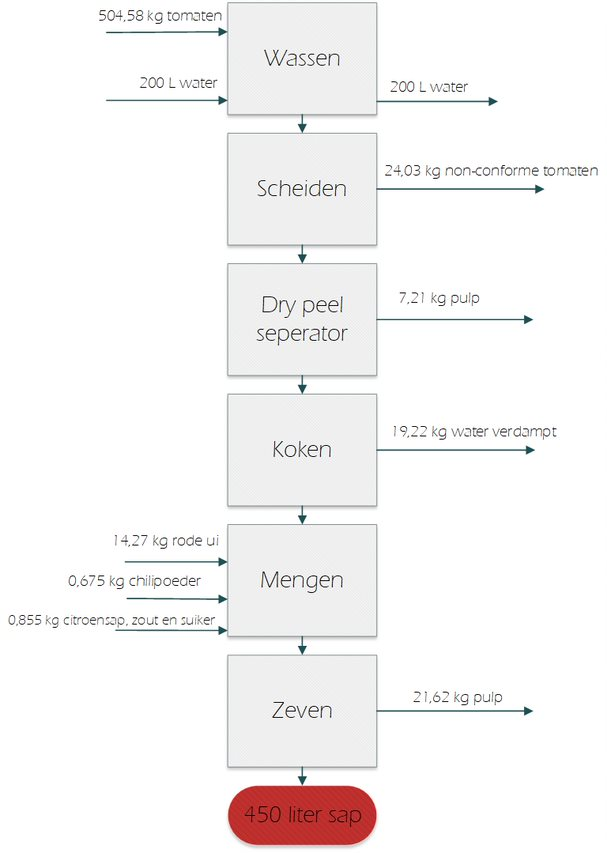 504,58 kg tomaten
Wassen
200 L water
200 L water
24,03 kg non-conforme tomaten
Scheiden
7,21 kg pulp
Dry peel
seperator
19,22 kg water verdampt
Koken
14,27 kg rode ui
0,675 kg chilipoeder
Mengen
0,855 kg citroensap, zout en suiker
21,62 kg pulp
Zeven
450 liter sap